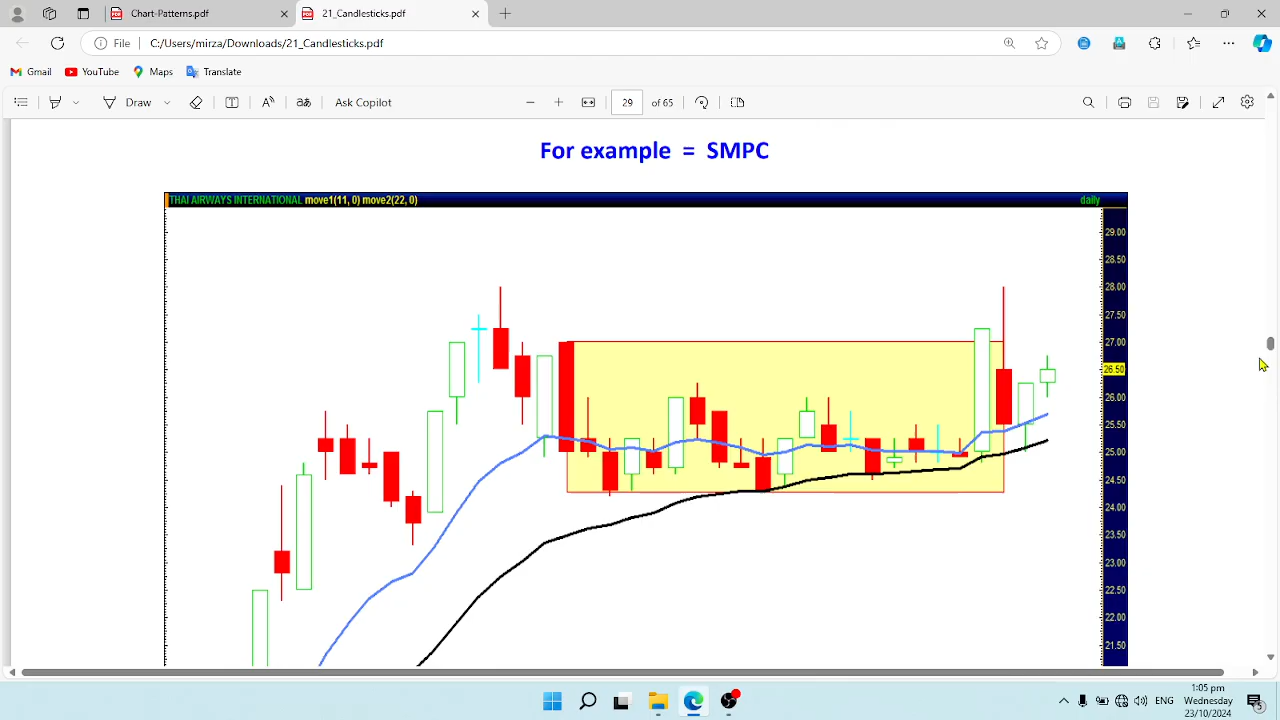 Chart-Patterns.pdf
21_Candlesticks.pdf
File
C:/Users/mirza/Downloads/21_Candlesticks.pdf
Gmail
YouTube
Maps
Translate
Draw
Ask Copilot
29 of 65
For example = SMPC
THAI AIRWAYS INTERNATIONAL move1(11, 0) move2(22, 0)
daily
29.00
28.50
28.00
27.50
27.00
26.50
26.00
25.50
25.00
24.50
24.00
23.50
23.00
22.50
22.00
21.50
ENG
1:05 pm
Wednesday
23/10/2024
5